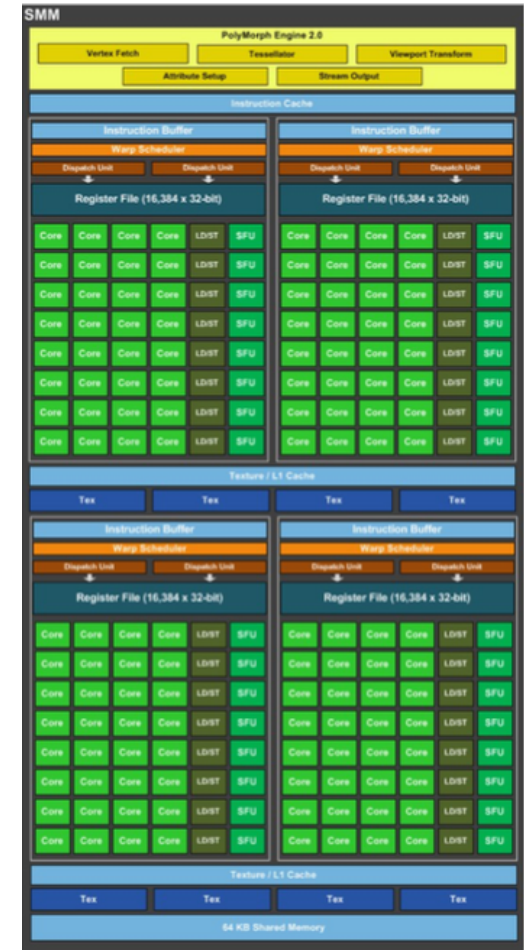 SMM
PolyMorph Engine 2.0
Vertex Fetch Tessellator Viewport Transform
Attribute Setup Stream Output
Instruction Cache
Instruction Buffer Instruction Buffer
Warp Scheduler Warp Scheduler
Dispatch Unit Dispatch Unit Dispatch Unit Dispatch Unit
Register File (16,384 x 32-bit) Register File (16,384 x 32-bit)
Core Core Core Core LD/ST SFU Core Core Core Core LD/ST SFU
Core Core Core Core LD/ST SFU Core Core Core Core LD/ST SFU
Core Core Core Core LD/ST SFU Core Core Core Core LD/ST SFU
Core Core Core Core LD/ST SFU Core Core Core Core LD/ST SFU
Core Core Core Core LD/ST SFU Core Core Core Core LD/ST SFU
Core Core Core Core LD/ST SFU Core Core Core Core LD/ST SFU
Core Core Core Core LD/ST SFU Core Core Core Core LD/ST SFU
Core Core Core Core LD/ST SFU Core Core Core Core LD/ST SFU
Texture / L1 Cache
Tex Tex Tex Tex
Instruction Buffer Instruction Buffer
Warp Scheduler Warp Scheduler
Dispatch Unit Dispatch Unit Dispatch Unit Dispatch Unit
Register File (16,384 x 32-bit) Register File (16,384 x 32-bit)
Core Core Core Core LD/ST SFU Core Core Core Core LD/ST SFU
Core Core Core Core LD/ST SFU Core Core Core Core LD/ST SFU
Core Core Core Core LD/ST SFU Core Core Core Core LD/ST SFU
Core Core Core Core LD/ST SFU Core Core Core Core LD/ST SFU
Core Core Core Core LD/ST SFU Core Core Core Core LD/ST SFU
Core Core Core Core LD/ST SFU Core Core Core Core LD/ST SFU
Core Core Core Core LD/ST SFU Core Core Core Core LD/ST SFU
Core Core Core Core LD/ST SFU Core Core Core Core LD/ST SFU
Texture / L1 Cache
Tex Tex Tex Tex
64 KB Shared Memory